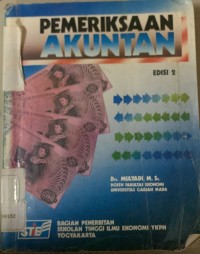 PEMERIKSAAN
AKUNTAN
EDISI 2
Drs. MULYADI, M. Sc.
DOSEN FAKULTAS EKONOMI
UNIVERSITAS GADJAH MADA
STIE
BAGIAN PENERBITAN
SEKOLAH TINGGI ILMU EKONOMI YKPN
YOGYAKARTA